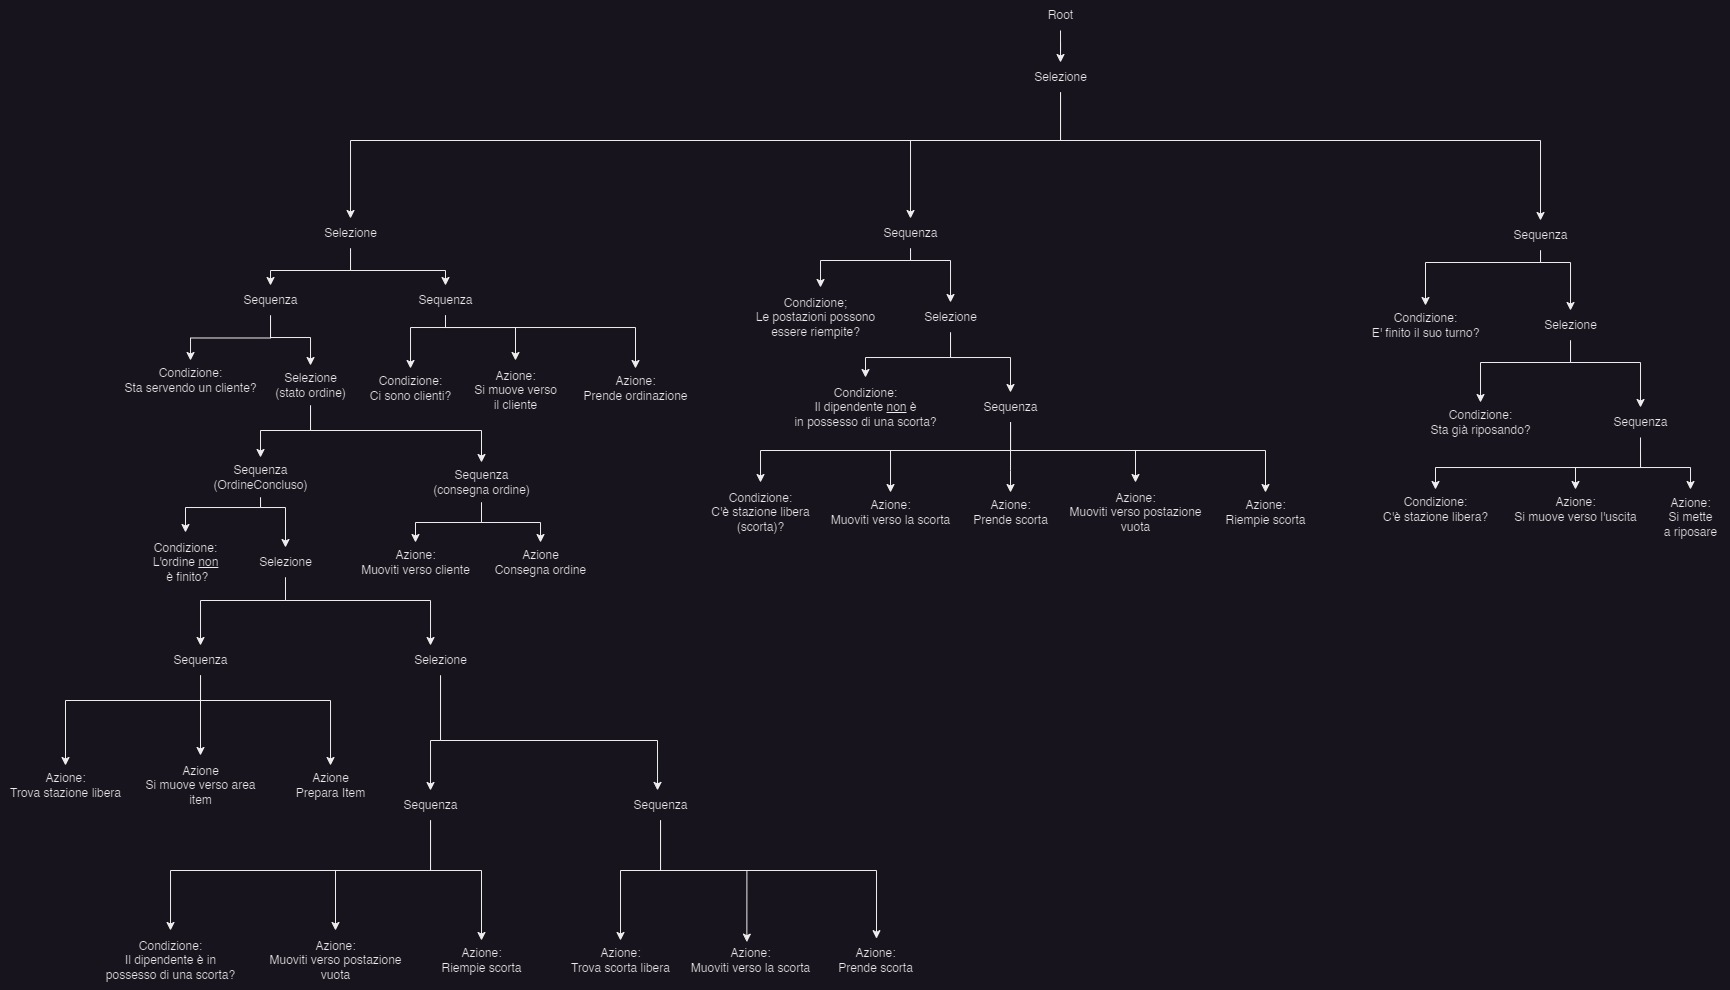 Root
Selezione
Selezione
Sequenza
Sequenza
Sequenza
Sequenza
Condizione:
Sta servendo un cliente?
Selezione
(stato ordine)
Condizione:
Ci sono clienti?
Azione:
Si muove verso
il cliente
Azione:
Prende ordinazione
Condizione;
Le postazioni possono
essere riempite?
Selezione
Condizione:
E' finito il suo turno?
Selezione
Condizione:
Il dipendente non è
in possesso di una scorta?
Sequenza
Condizione:
Sta già riposando?
Sequenza
Sequenza
(OrdineConcluso)
Sequenza
(consegna ordine)
Condizione:
C'è stazione libera
(scorta)?
Azione:
Muoviti verso la scorta
Azione:
Prende scorta
Azione:
Muoviti verso postazione
vuota
Azione:
Riempie scorta
Condizione:
C'è stazione libera?
Azione:
Si muove verso l'uscita
Azione:
Si mette
a riposare
Condizione:
L'ordine non
è finito?
Selezione
Azione:
Muoviti verso cliente
Azione
Consegna ordine
Sequenza
Selezione
Azione:
Trova stazione libera
Azione
Si muove verso area
item
Azione
Prepara Item
Sequenza
Sequenza
Condizione:
Il dipendente è in
possesso di una scorta?
Azione:
Muoviti verso postazione
vuota
Azione:
Riempie scorta
Azione:
Trova scorta libera
Azione:
Muoviti verso la scorta
Azione:
Prende scorta